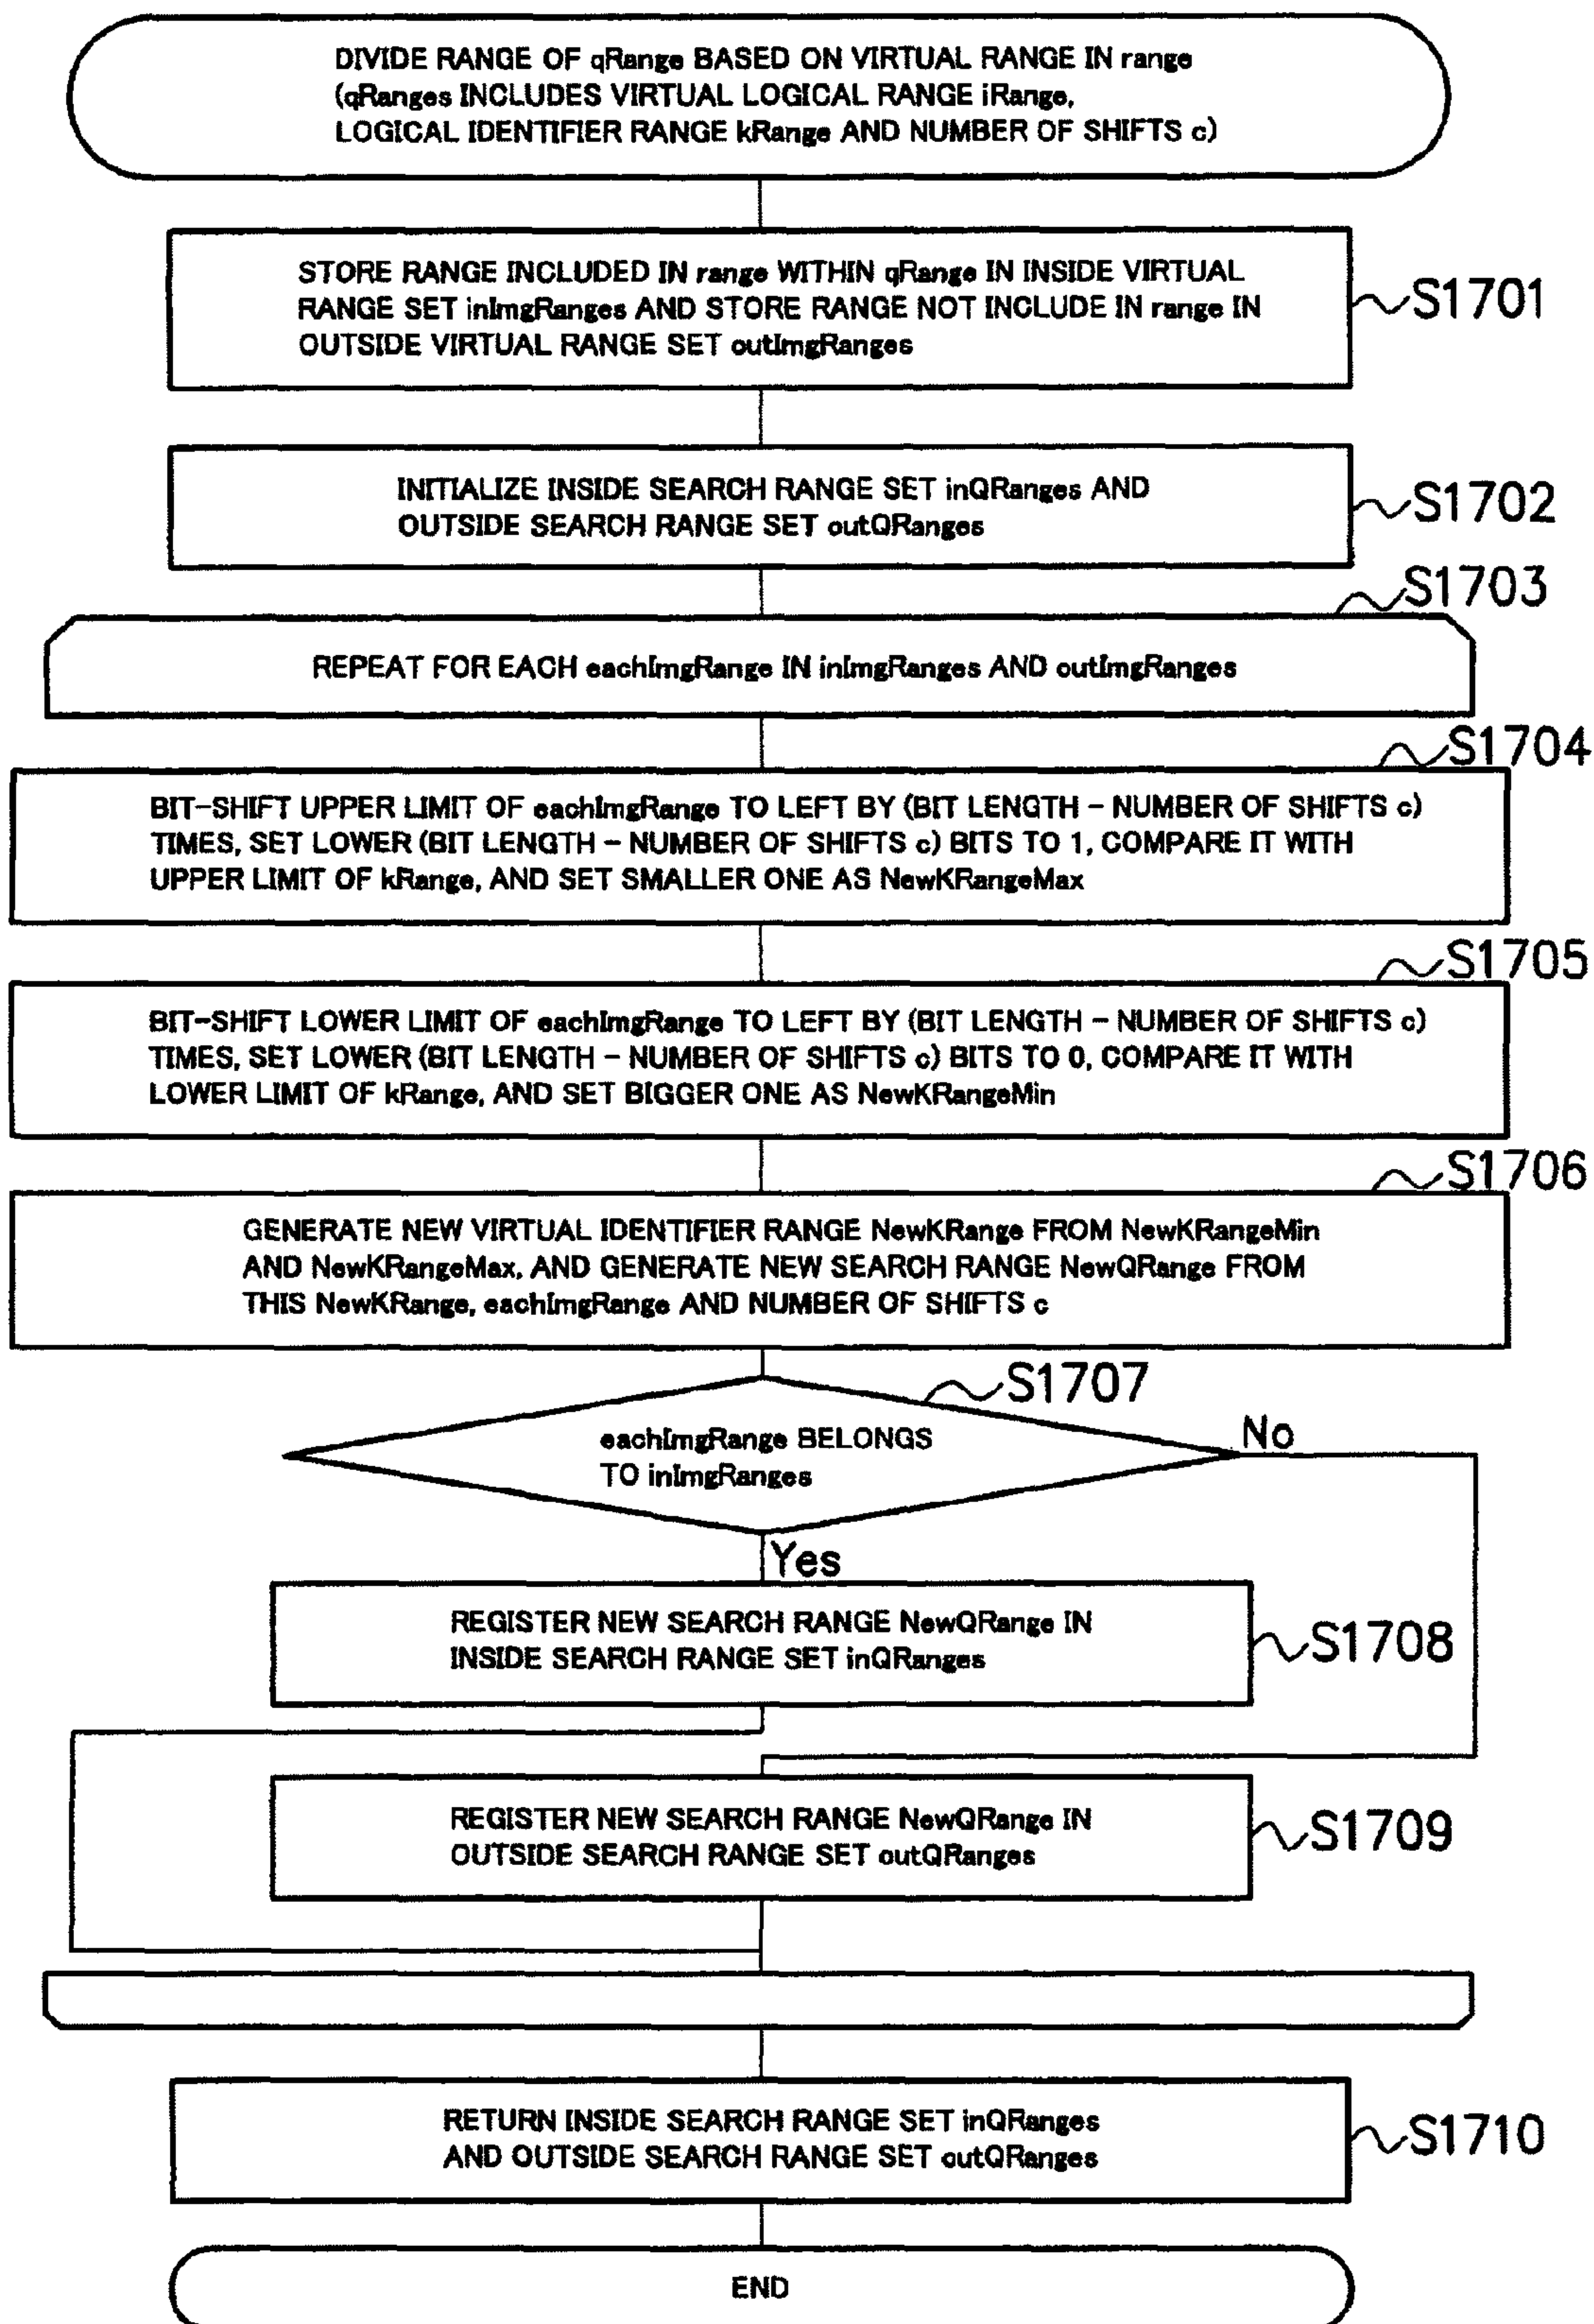 DIVIDE RANGE OF qRange BASED ON VIRTUAL RANGE IN range
(qRanges INCLUDES VIRTUAL LOGICAL RANGE iRange,
LOGICAL IDENTIFIER RANGE kRange AND NUMBER OF SHIFTS c)
STORE RANGE INCLUDED IN range WITHIN qRange IN INSIDE VIRTUAL
RANGE SET inImgRanges AND STORE RANGE NOT INCLUDE IN range IN
OUTSIDE VIRTUAL RANGE SET outImgRanges
S1701
INITIALIZE INSIDE SEARCH RANGE SET inQRanges AND
OUTSIDE SEARCH RANGE SET outQRanges
S1702
S1703
REPEAT FOR EACH eachImgRange IN inImgRanges AND outImgRanges
S1704
BIT-SHIFT UPPER LIMIT OF eachImgRange TO LEFT BY (BIT LENGTH - NUMBER OF SHIFTS c)
TIMES, SET LOWER (BIT LENGTH - NUMBER OF SHIFTS c) BITS TO 1, COMPARE IT WITH
UPPER LIMIT OF kRange, AND SET SMALLER ONE AS NewKRangeMax
S1705
BIT-SHIFT LOWER LIMIT OF eachImgRange TO LEFT BY (BIT LENGTH - NUMBER OF SHIFTS c)
TIMES, SET LOWER (BIT LENGTH - NUMBER OF SHIFTS c) BITS TO 0, COMPARE IT WITH
LOWER LIMIT OF kRange, AND SET BIGGER ONE AS NewKRangeMin
S1706
GENERATE NEW VIRTUAL IDENTIFIER RANGE NewKRange FROM NewKRangeMin
AND NewKRangeMax, AND GENERATE NEW SEARCH RANGE NewQRange FROM
THIS NewKRange, eachImgRange AND NUMBER OF SHIFTS c
S1707
eachImgRange BELONGS
TO inImgRanges
No
Yes
REGISTER NEW SEARCH RANGE NewQRange IN
INSIDE SEARCH RANGE SET inQRanges
S1708
REGISTER NEW SEARCH RANGE NewQRange IN
OUTSIDE SEARCH RANGE SET outQRanges
S1709
RETURN INSIDE SEARCH RANGE SET inQRanges
AND OUTSIDE SEARCH RANGE SET outQRanges
S1710
END